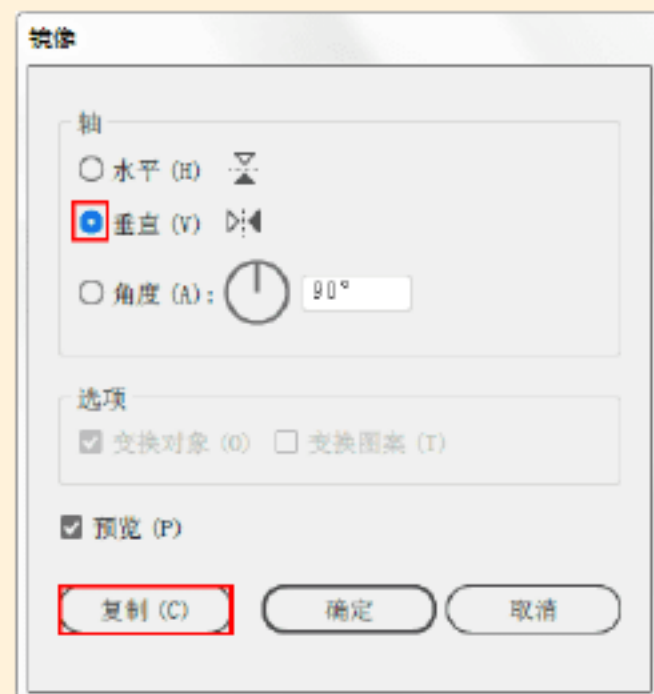 镜像
轴
水平 (H)
垂直 (V)
角度 (A): 90°
选项
变换对象 (O) 变换图案 (T)
预览 (P)
复制 (C) 确定 取消